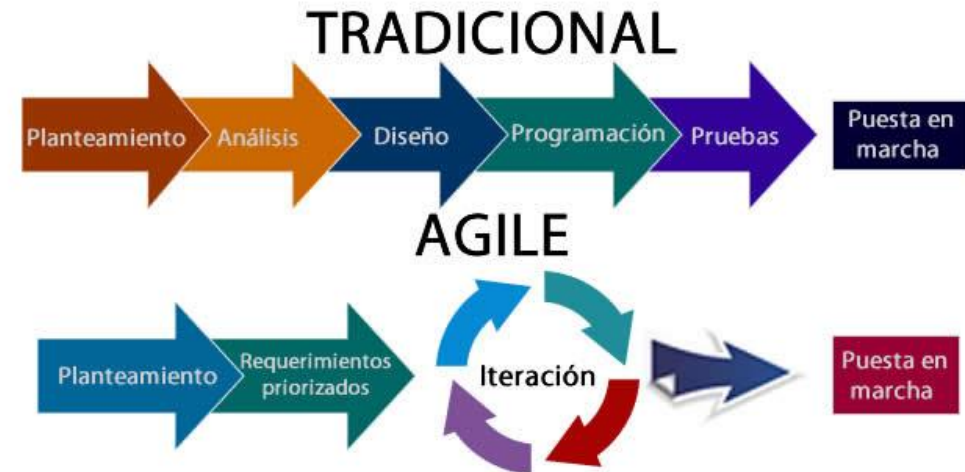 TRADICIONAL
Planteamiento
Análisis
Diseño
Programación
Pruebas
Puesta en
marcha
AGILE
Planteamiento
Requerimientos
priorizados
Iteración
Puesta en
marcha